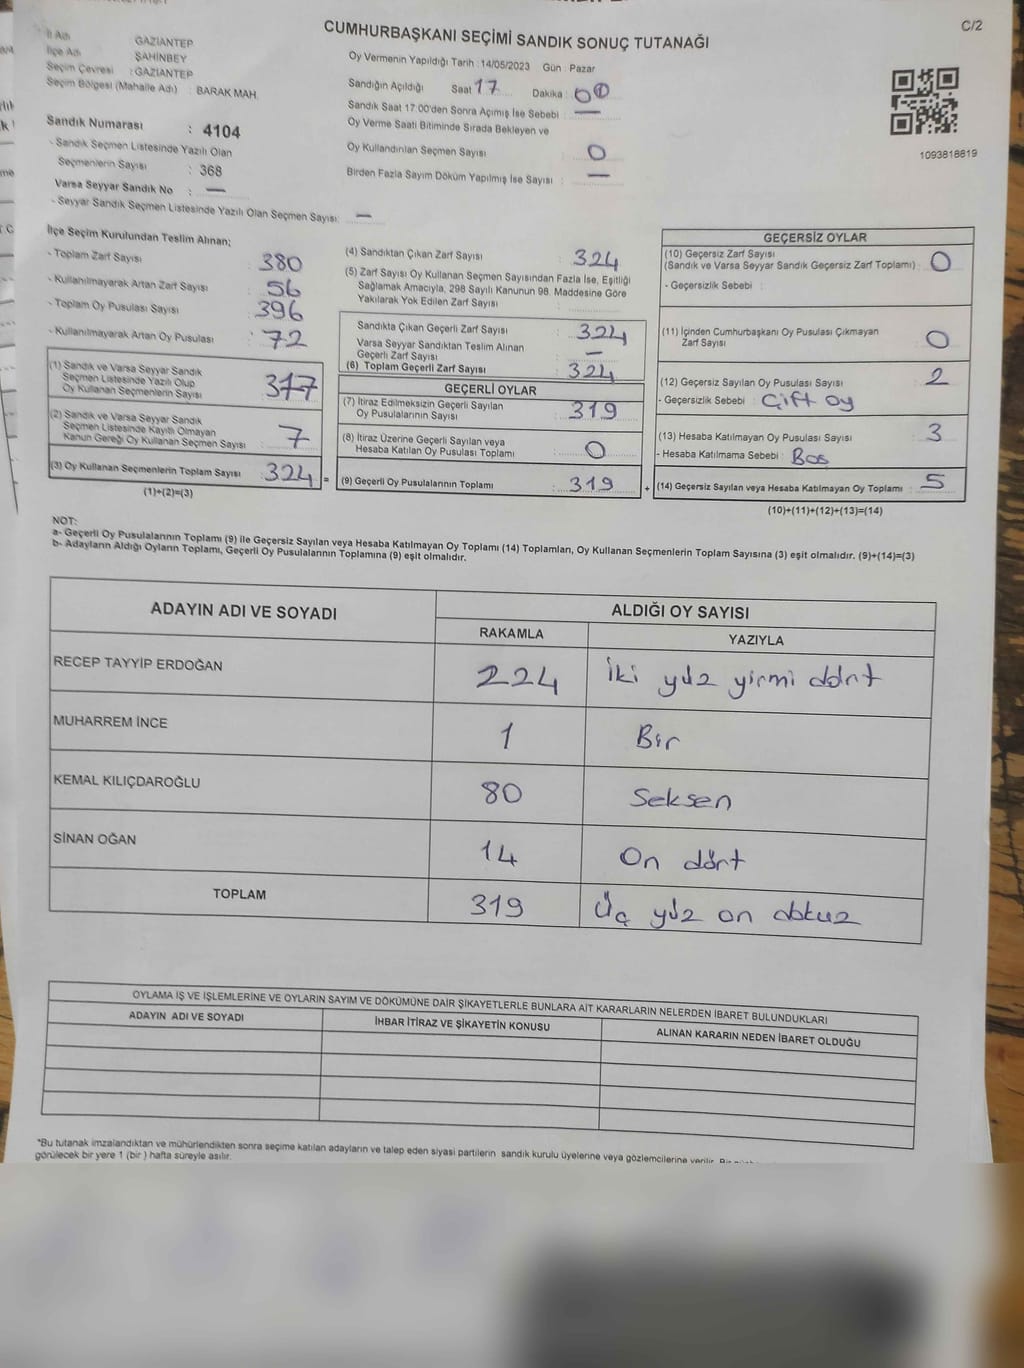 C/2
CUMHURBAŞKANI SEÇİMİ SANDIK SONUÇ TUTANAĞI
İl Adı GAZİANTEP
İlçe Adı : ŞAHİNBEY
Seçim Çevresi : GAZİANTEP
Seçim Bölgesi (Mahalle Adı) : BARAK MAH.
Sandık Numarası : 4104
- Sandık Seçmen Listesinde Yazılı Olan
Seçmenlerin Sayısı : 368
Varsa Seyyar Sandık No : —
- Seyyar Sandık Seçmen Listesinde Yazılı Olan Seçmen Sayısı: —
Oy Vermenin Yapıldığı Tarih : 14/05/2023 Gün : Pazar
Sandığın Açıldığı Saat 17 Dakika : 00
Sandık Saat 17:00'den Sonra Açımış İse Sebebi : —
Oy Verme Saati Bitiminde Sırada Bekleyen ve
Oy Kullandırılan Seçmen Sayısı : 0
Birden Fazla Sayım Döküm Yapılmış İse Sayısı : —
1093818819
İlçe Seçim Kurulundan Teslim Alınan;
- Toplam Zarf Sayısı : 380
- Kullanılmayarak Artan Zarf Sayısı : 56
- Toplam Oy Pusulası Sayısı : 396
- Kullanılmayarak Artan Oy Pusulası : 72
(1) Sandık ve Varsa Seyyar Sandık
Seçmen Listesinde Yazılı Olup
Oy Kullanan Seçmenlerin Sayısı : 317
(2) Sandık ve Varsa Seyyar Sandık
Seçmen Listesinde Kayıtlı Olmayan
Kanun Gereği Oy Kullanan Seçmen Sayısı : 7
(3) Oy Kullanan Seçmenlerin Toplam Sayısı : 324 =
(1)+(2)=(3)
(4) Sandıktan Çıkan Zarf Sayısı : 324
(5) Zarf Sayısı Oy Kullanan Seçmen Sayısından Fazla İse, Eşitliği
Sağlamak Amacıyla, 298 Sayılı Kanunun 98. Maddesine Göre
Yakılarak Yok Edilen Zarf Sayısı :
Sandıkta Çıkan Geçerli Zarf Sayısı : 324
Varsa Seyyar Sandıktan Teslim Alınan
Geçerli Zarf Sayısı : —
(6) Toplam Geçerli Zarf Sayısı : 324
GEÇERLİ OYLAR
(7) İtiraz Edilmeksizin Geçerli Sayılan
Oy Pusulalarının Sayısı : 319
(8) İtiraz Üzerine Geçerli Sayılan veya
Hesaba Katılan Oy Pusulası Toplamı : 0
(9) Geçerli Oy Pusulalarının Toplamı : 319 +
GEÇERSİZ OYLAR
(10) Geçersiz Zarf Sayısı
(Sandık ve Varsa Seyyar Sandık Geçersiz Zarf Toplamı) : 0
- Geçersizlik Sebebi :
(11) İçinden Cumhurbaşkanı Oy Pusulası Çıkmayan
Zarf Sayısı : 0
(12) Geçersiz Sayılan Oy Pusulası Sayısı : 2
- Geçersizlik Sebebi : Çift oy
(13) Hesaba Katılmayan Oy Pusulası Sayısı : 3
- Hesaba Katılmama Sebebi : Boş
(14) Geçersiz Sayılan veya Hesaba Katılmayan Oy Toplamı : 5
(10)+(11)+(12)+(13)=(14)
NOT:
a- Geçerli Oy Pusulalarının Toplamı (9) ile Geçersiz Sayılan veya Hesaba Katılmayan Oy Toplamı (14) Toplamları, Oy Kullanan Seçmenlerin Toplam Sayısına (3) eşit olmalıdır. (9)+(14)=(3)
b- Adayların Aldığı Oyların Toplamı, Geçerli Oy Pusulalarının Toplamına (9) eşit olmalıdır.
ADAYIN ADI VE SOYADI ALDIĞI OY SAYISI
RAKAMLA YAZIYLA
RECEP TAYYİP ERDOĞAN 224 İki yüz yirmi dört
MUHARREM İNCE 1 Bir
KEMAL KILIÇDAROĞLU 80 Seksen
SİNAN OĞAN 14 On dört
TOPLAM 319 Üç yüz on dokuz
OYLAMA İŞ VE İŞLEMLERİNE VE OYLARIN SAYIM VE DÖKÜMÜNE DAİR ŞİKAYETLERLE BUNLARA AİT KARARLARIN NELERDEN İBARET BULUNDUKLARI
ADAYIN ADI VE SOYADI İHBAR İTİRAZ VE ŞİKAYETİN KONUSU ALINAN KARARIN NEDEN İBARET OLDUĞU
*Bu tutanak imzalandıktan ve mühürlendikten sonra seçime katılan adayların ve talep eden siyasi partilerin sandık kurulu üyelerine veya gözlemcilerine verilir.
görülecek bir yere 1 (bir ) hafta süreyle asılır.